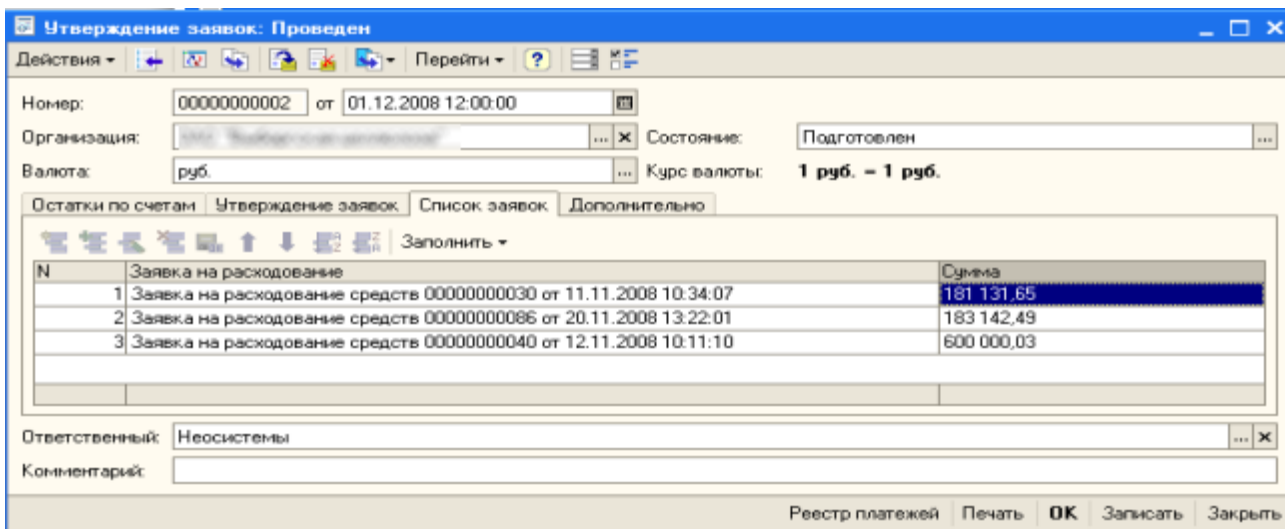 Утверждение заявок: Проведен
Действия Перейти
Номер: 00000000002 от 01.12.2008 12:00:00
Организация: Состояние: Подготовлен
Валюта: руб. Курс валюты: 1 руб. – 1 руб.
Остатки по счетам Утверждение заявок Список заявок Дополнительно
Заполнить
N Заявка на расходование Сумма
1 Заявка на расходование средств 00000000030 от 11.11.2008 10:34:07 181 131,65
2 Заявка на расходование средств 00000000086 от 20.11.2008 13:22:01 183 142,49
3 Заявка на расходование средств 00000000040 от 12.11.2008 10:11:10 600 000,03
Ответственный: Неосистемы
Комментарий:
Реестр платежей Печать OK Записать Закрыть